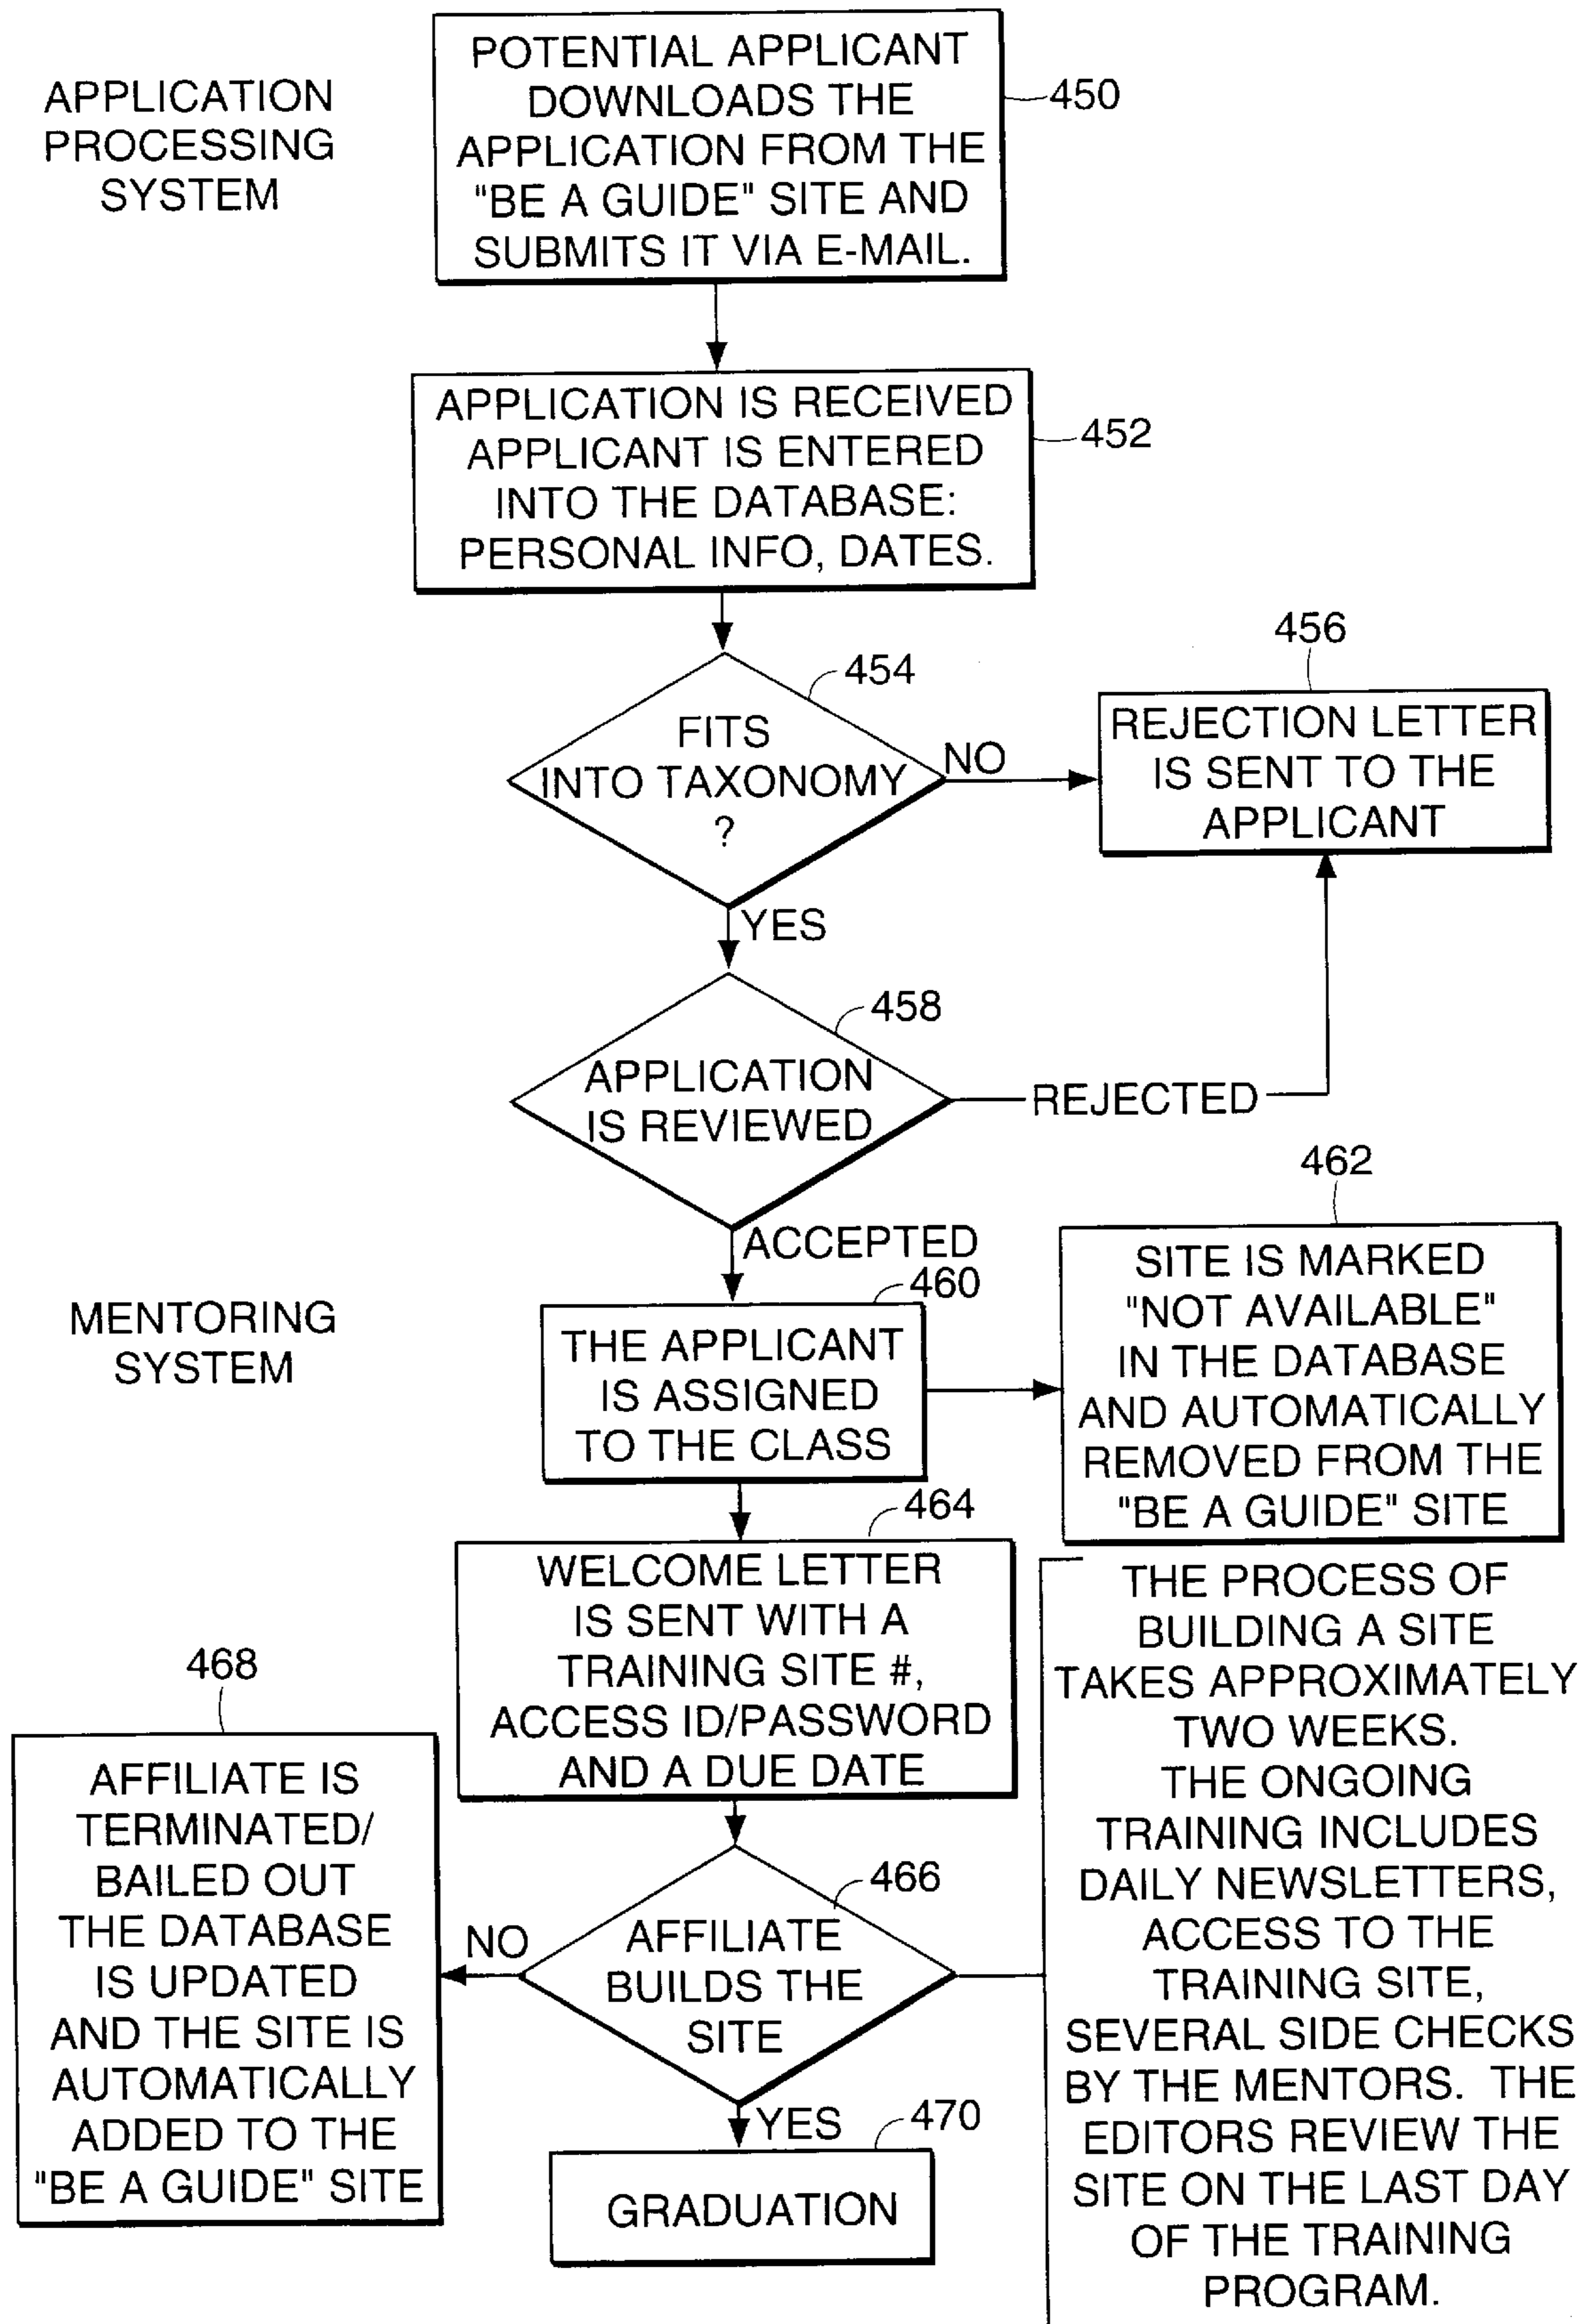 APPLICATION
PROCESSING
SYSTEM
POTENTIAL APPLICANT
DOWNLOADS THE
APPLICATION FROM THE
"BE A GUIDE" SITE AND
SUBMITS IT VIA E-MAIL.
450
APPLICATION IS RECEIVED
APPLICANT IS ENTERED
INTO THE DATABASE:
PERSONAL INFO, DATES.
452
454
FITS
INTO TAXONOMY
?
NO
456
REJECTION LETTER
IS SENT TO THE
APPLICANT
YES
458
APPLICATION
IS REVIEWED
REJECTED
ACCEPTED
MENTORING
SYSTEM
460
THE APPLICANT
IS ASSIGNED
TO THE CLASS
462
SITE IS MARKED
"NOT AVAILABLE"
IN THE DATABASE
AND AUTOMATICALLY
REMOVED FROM THE
"BE A GUIDE" SITE
464
WELCOME LETTER
IS SENT WITH A
TRAINING SITE #,
ACCESS ID/PASSWORD
AND A DUE DATE
466
AFFILIATE
BUILDS THE
SITE
NO
468
AFFILIATE IS
TERMINATED/
BAILED OUT
THE DATABASE
IS UPDATED
AND THE SITE IS
AUTOMATICALLY
ADDED TO THE
"BE A GUIDE" SITE
YES
470
GRADUATION
THE PROCESS OF
BUILDING A SITE
TAKES APPROXIMATELY
TWO WEEKS.
THE ONGOING
TRAINING INCLUDES
DAILY NEWSLETTERS,
ACCESS TO THE
TRAINING SITE,
SEVERAL SIDE CHECKS
BY THE MENTORS. THE
EDITORS REVIEW THE
SITE ON THE LAST DAY
OF THE TRAINING
PROGRAM.